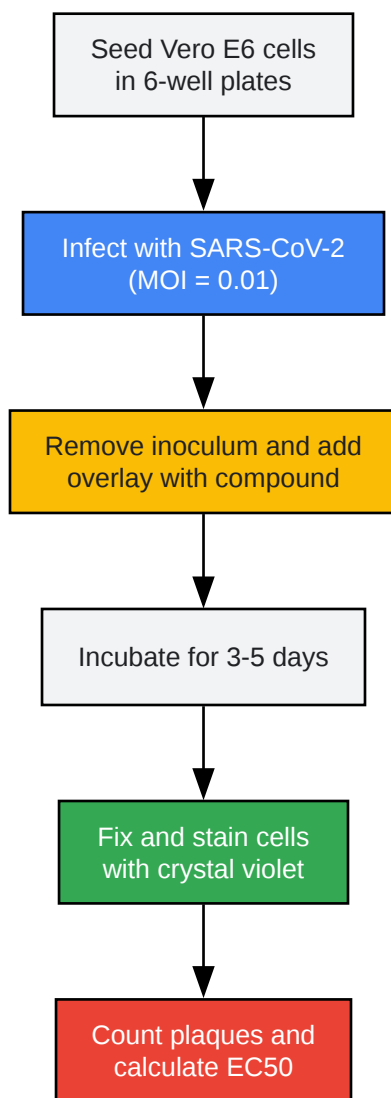 Seed Vero E6 cells
in 6-well plates
Infect with SARS-CoV-2
(MOI = 0.01)
Remove inoculum and add
overlay with compound
Incubate for 3-5 days
Fix and stain cells
with crystal violet
Count plaques and
calculate EC50